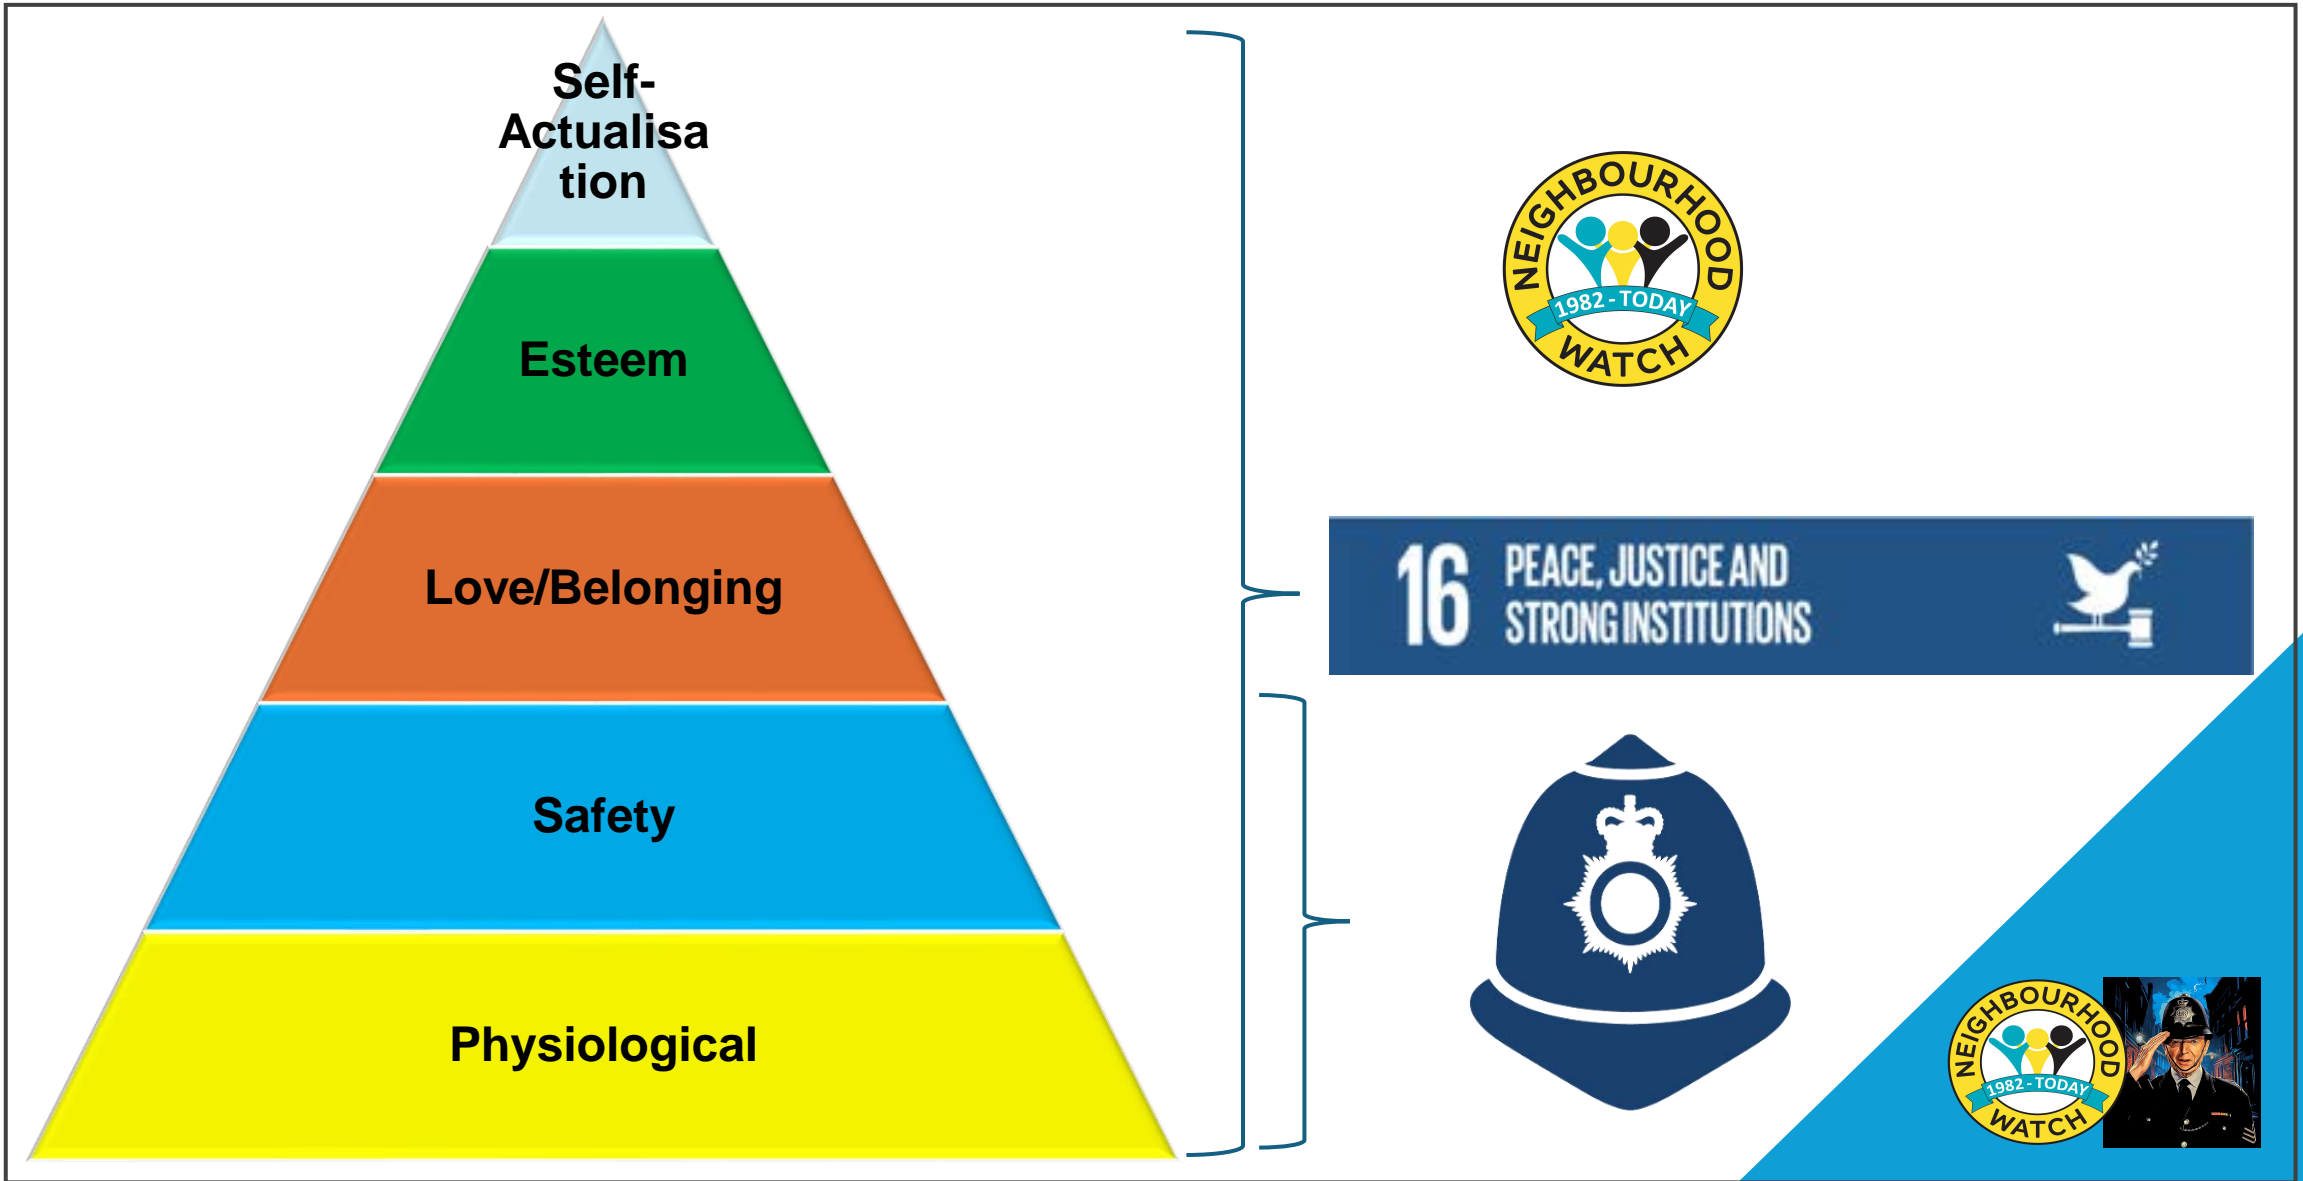 Self-
Actualisa
tion
Esteem
Love/Belonging
Safety
Physiological
NEIGHBOURHOOD
1982 - TODAY
WATCH
16 PEACE, JUSTICE AND
STRONG INSTITUTIONS
NEIGHBOURHOOD
1982 - TODAY
WATCH